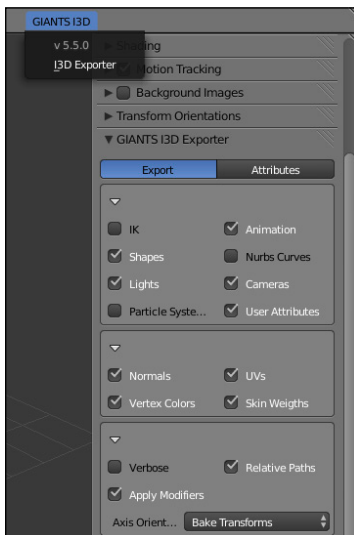 GIANTS I3D
v 5.5.0
I3D Exporter
Shading
Motion Tracking
Background Images
Transform Orientations
GIANTS I3D Exporter
Export Attributes
IK Animation
Shapes Nurbs Curves
Lights Cameras
Particle Syste... User Attributes
Normals UVs
Vertex Colors Skin Weigths
Verbose Relative Paths
Apply Modifiers
Axis Orient... Bake Transforms